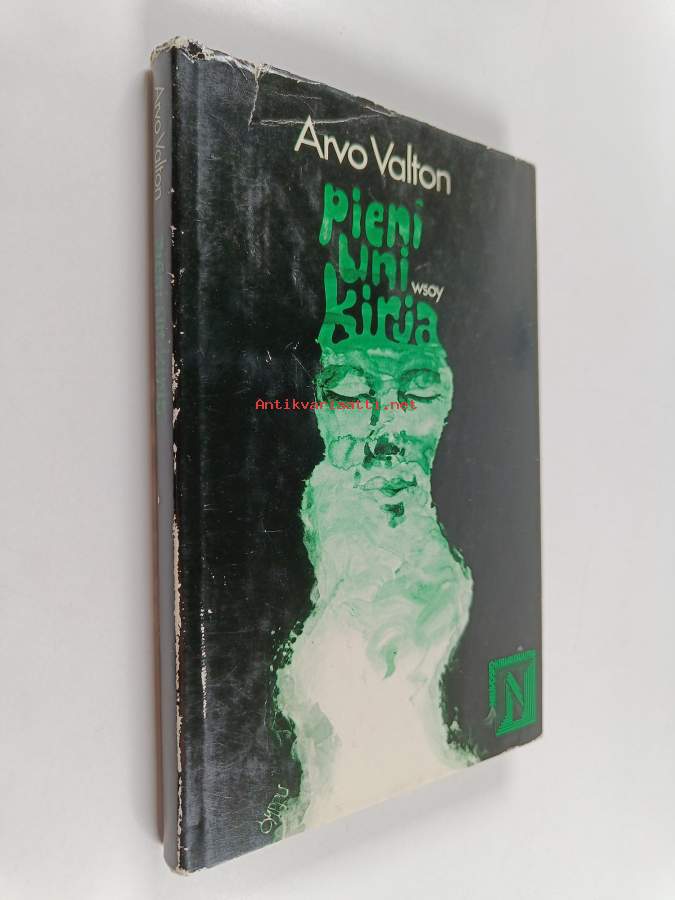 Arvo Valton
pieni
uni
wsoy
kirja
Antikvariaatti.net
Arvo Valton
N